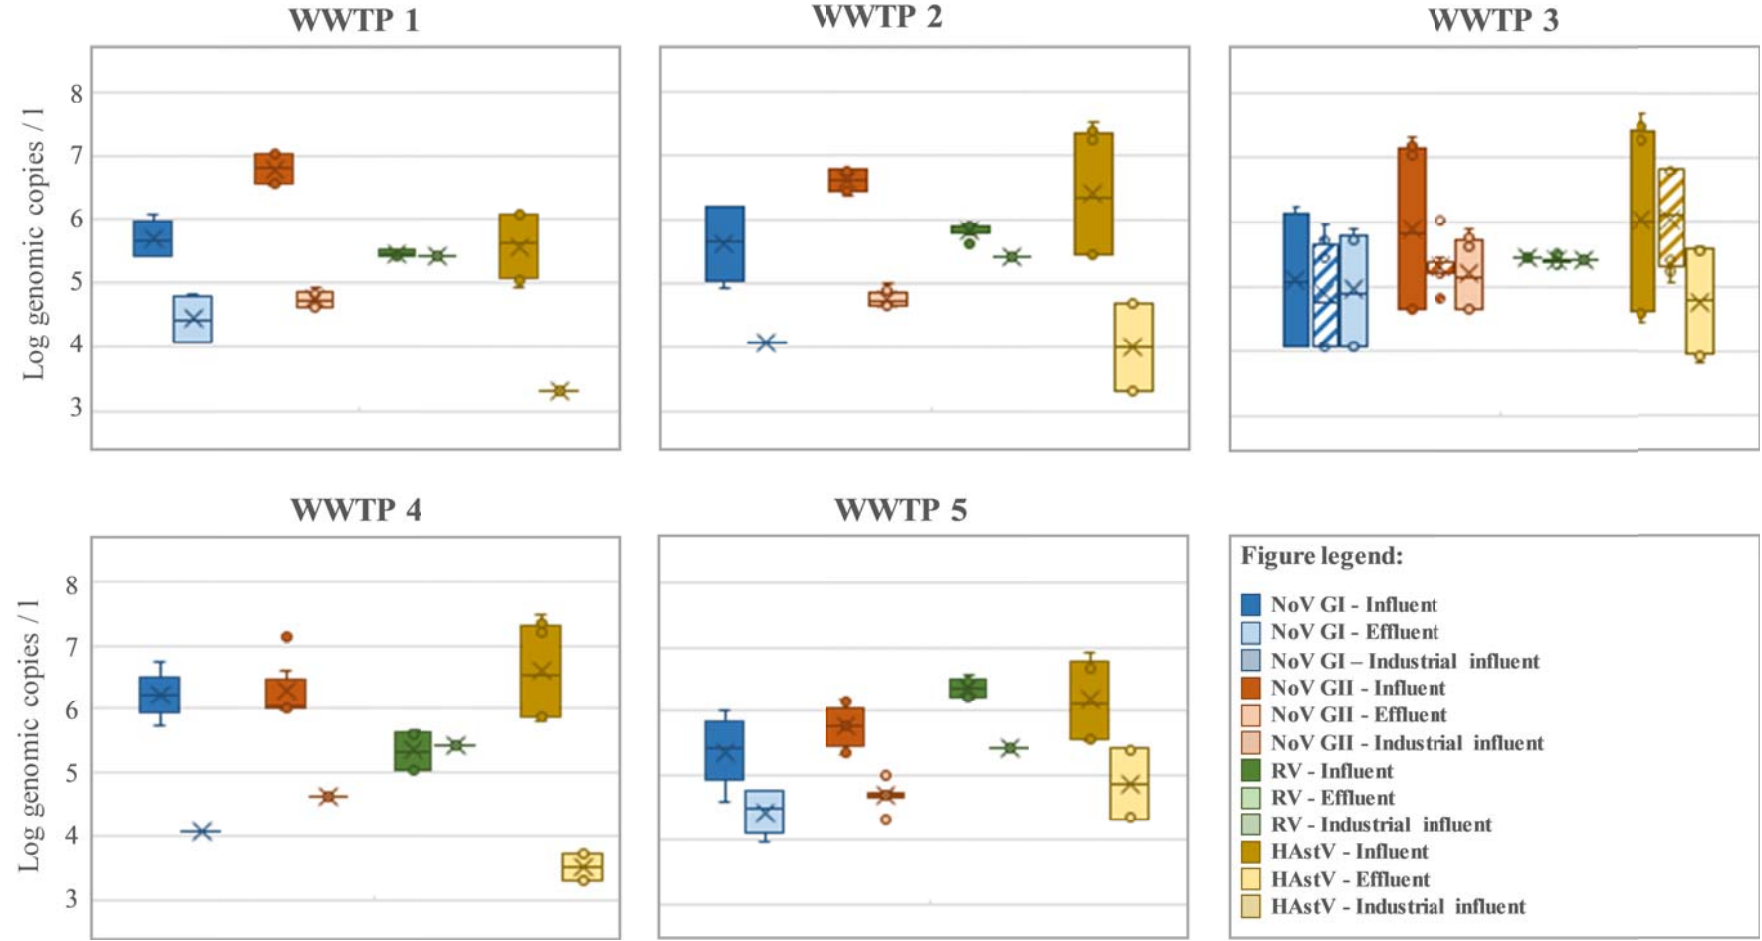 WWTP 1
WWTP 2
WWTP 3
Log genomic copies / l
8
7
6
5
4
3
WWTP 4
WWTP 5
Log genomic copies / l
8
7
6
5
4
3
Figure legend:
NoV GI - Influent
NoV GI - Effluent
NoV GI – Industrial influent
NoV GII - Influent
NoV GII - Effluent
NoV GII - Industrial influent
RV - Influent
RV - Effluent
RV - Industrial influent
HAstV - Influent
HAstV - Effluent
HAstV - Industrial influent